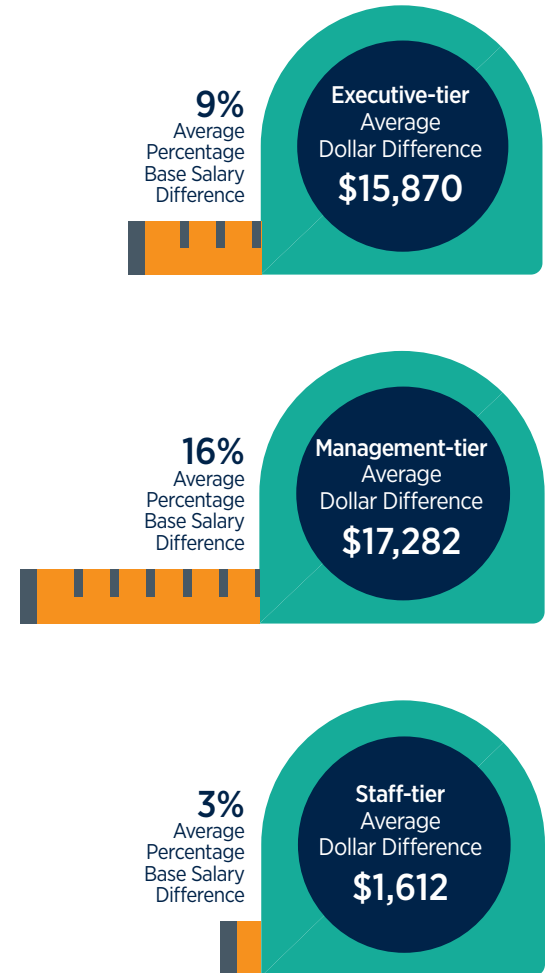 9%
Average
Percentage
Base Salary
Difference
Executive-tier
Average
Dollar Difference
$15,870
16%
Average
Percentage
Base Salary
Difference
Management-tier
Average
Dollar Difference
$17,282
3%
Average
Percentage
Base Salary
Difference
Staff-tier
Average
Dollar Difference
$1,612